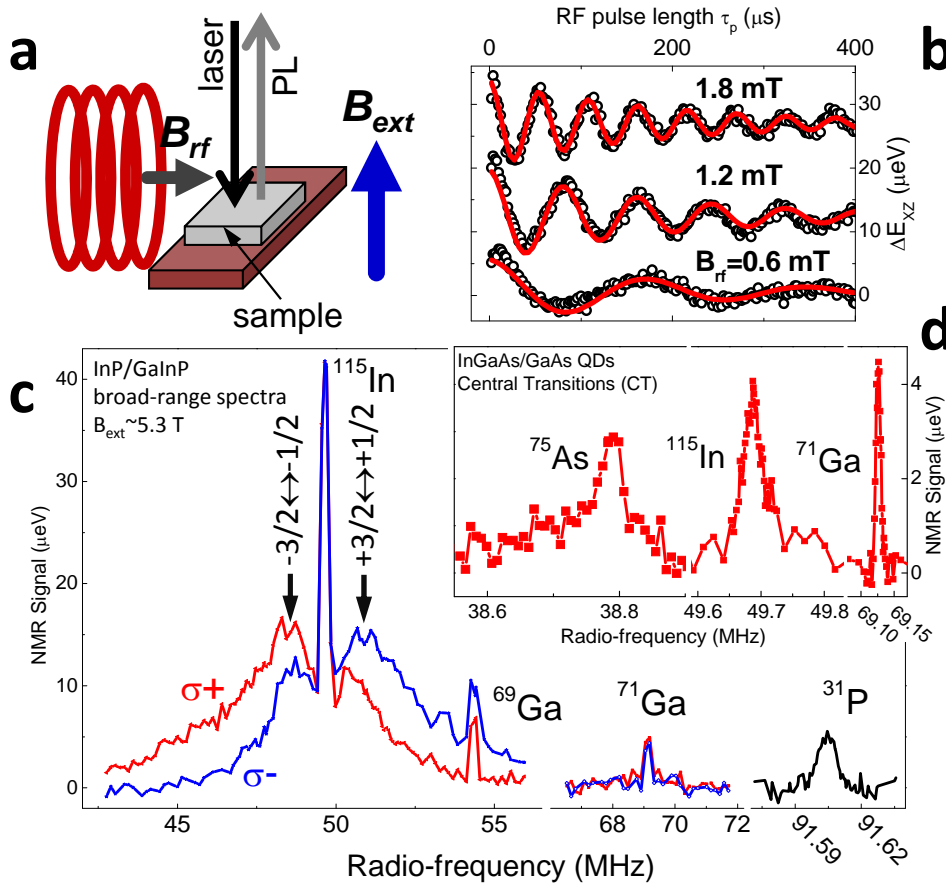 a
laser
PL
B_rf
B_ext
sample
b
RF pulse length τ_p (μs)
0 200 400
1.8 mT
1.2 mT
B_rf=0.6 mT
30
20
10
0
ΔE_XZ (μeV)
c
InP/GaInP
broad-range spectra
B_ext~5.3 T
^115In
-3/2↔-1/2
+3/2↔+1/2
σ+
σ-
^69Ga
^71Ga
^31P
40
30
20
10
0
NMR Signal (μeV)
45 50 55 68 70 72 91.59 91.62
Radio-frequency (MHz)
d
InGaAs/GaAs QDs
Central Transitions (CT)
^75As
^115In
^71Ga
4
2
0
NMR Signal (μeV)
38.6 38.8 49.6 49.7 49.8 69.10 69.15
Radio-frequency (MHz)